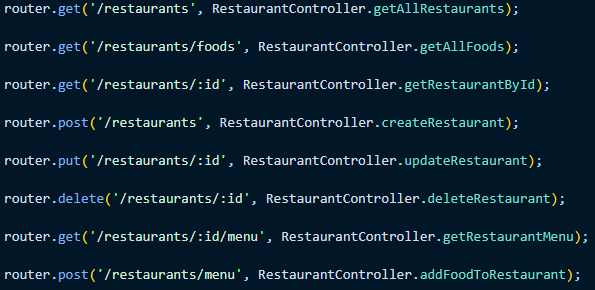 router.get('/restaurants', RestaurantController.getAllRestaurants);
router.get('/restaurants/foods', RestaurantController.getAllFoods);
router.get('/restaurants/:id', RestaurantController.getRestaurantById);
router.post('/restaurants', RestaurantController.createRestaurant);
router.put('/restaurants/:id', RestaurantController.updateRestaurant);
router.delete('/restaurants/:id', RestaurantController.deleteRestaurant);
router.get('/restaurants/:id/menu', RestaurantController.getRestaurantMenu);
router.post('/restaurants/menu', RestaurantController.addFoodToRestaurant);